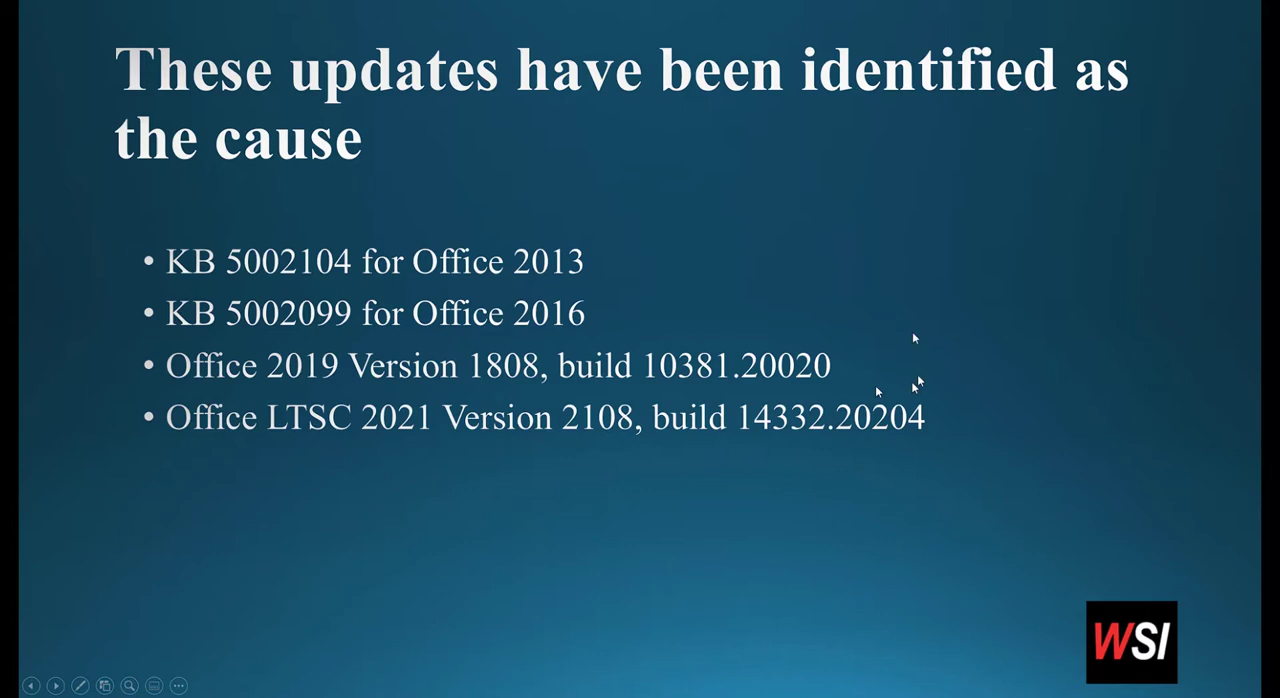 These updates have been identified as
the cause
• KB 5002104 for Office 2013
• KB 5002099 for Office 2016
• Office 2019 Version 1808, build 10381.20020
• Office LTSC 2021 Version 2108, build 14332.20204
WSI